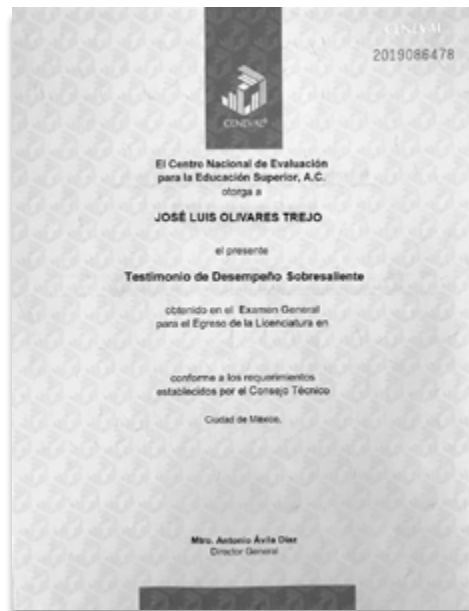 CENEVAL
2019086478
CENEVAL®
El Centro Nacional de Evaluación
para la Educación Superior, A.C.
otorga a
JOSÉ LUIS OLIVARES TREJO
el presente
Testimonio de Desempeño Sobresaliente
obtenido en el Examen General
para el Egreso de la Licenciatura en
conforme a los requerimientos
establecidos por el Consejo Técnico
Ciudad de México,
Mtro. Antonio Ávila Díaz
Director General